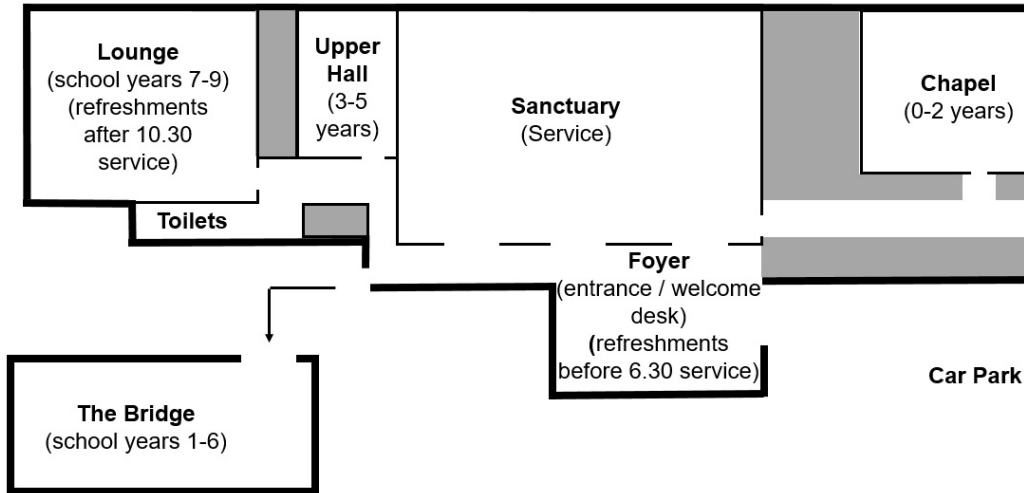 Lounge
(school years 7-9)
(refreshments
after 10.30
service)
Upper
Hall
(3-5
years)
Sanctuary
(Service)
Chapel
(0-2 years)
Toilets
Foyer
(entrance / welcome
desk)
(refreshments
before 6.30 service)
Car Park
The Bridge
(school years 1-6)